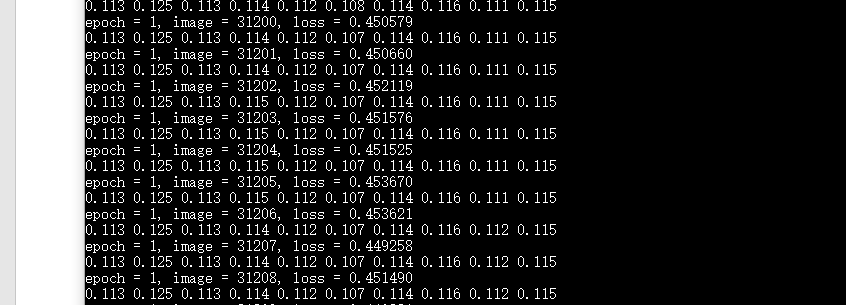 0.113 0.125 0.113 0.114 0.112 0.108 0.114 0.116 0.111 0.115
epoch = 1, image = 31200, loss = 0.450579
0.113 0.125 0.113 0.114 0.112 0.107 0.114 0.116 0.111 0.115
epoch = 1, image = 31201, loss = 0.450660
0.113 0.125 0.113 0.114 0.112 0.107 0.114 0.116 0.111 0.115
epoch = 1, image = 31202, loss = 0.452119
0.113 0.125 0.113 0.115 0.112 0.107 0.114 0.116 0.111 0.115
epoch = 1, image = 31203, loss = 0.451576
0.113 0.125 0.113 0.115 0.112 0.107 0.114 0.116 0.111 0.115
epoch = 1, image = 31204, loss = 0.451525
0.113 0.125 0.113 0.115 0.112 0.107 0.114 0.116 0.111 0.115
epoch = 1, image = 31205, loss = 0.453670
0.113 0.125 0.113 0.115 0.112 0.107 0.114 0.116 0.111 0.115
epoch = 1, image = 31206, loss = 0.453621
0.113 0.125 0.113 0.114 0.112 0.107 0.114 0.116 0.112 0.115
epoch = 1, image = 31207, loss = 0.449258
0.113 0.125 0.113 0.114 0.112 0.107 0.114 0.116 0.112 0.115
epoch = 1, image = 31208, loss = 0.451490
0.113 0.125 0.113 0.114 0.112 0.107 0.114 0.116 0.112 0.115